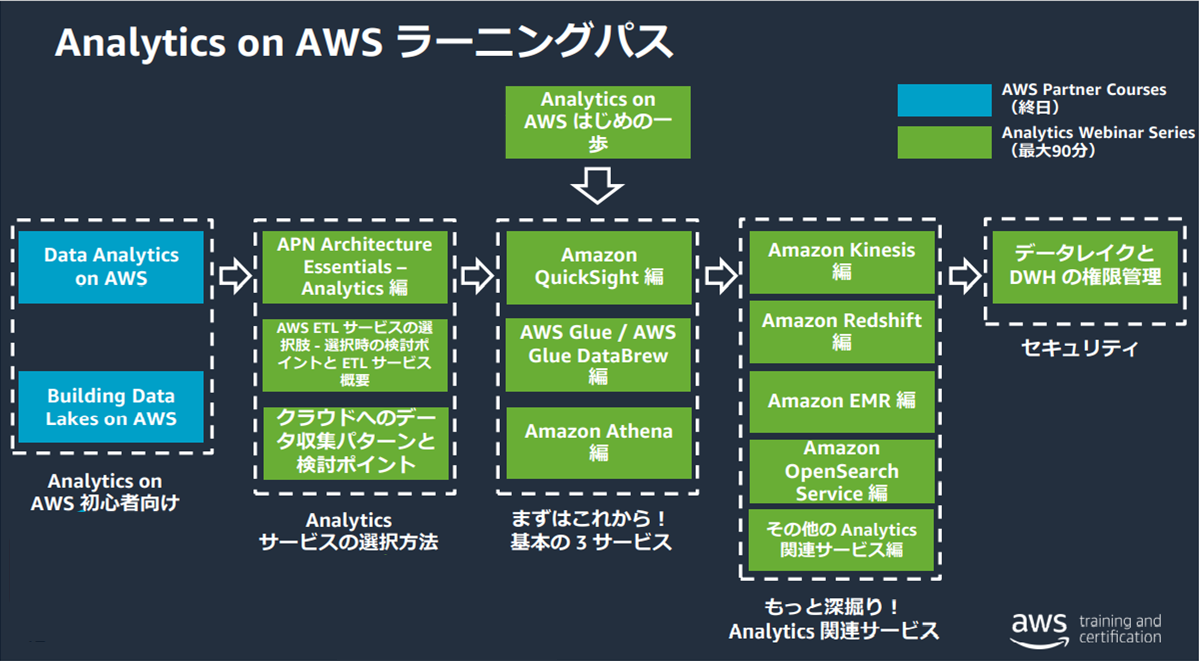 Analytics on AWS ラーニングパス
AWS Partner Courses
（終日）
Analytics Webinar Series
（最大90分）
Analytics on
AWS はじめの一
歩
Data Analytics
on AWS
Building Data
Lakes on AWS
Analytics on
AWS 初心者向け
APN Architecture
Essentials –
Analytics 編
AWS ETL サービスの選
択肢 - 選択時の検討ポ
イントと ETL サービス
概要
クラウドへのデー
タ収集パターンと
検討ポイント
Analytics
サービスの選択方法
Amazon
QuickSight 編
AWS Glue / AWS
Glue DataBrew
編
Amazon Athena
編
まずはこれから！
基本の 3 サービス
Amazon Kinesis
編
Amazon Redshift
編
Amazon EMR 編
Amazon
OpenSearch
Service 編
その他の Analytics
関連サービス編
もっと深掘り！
Analytics 関連サービス
データレイクと
DWH の権限管理
セキュリティ
aws training and
certification